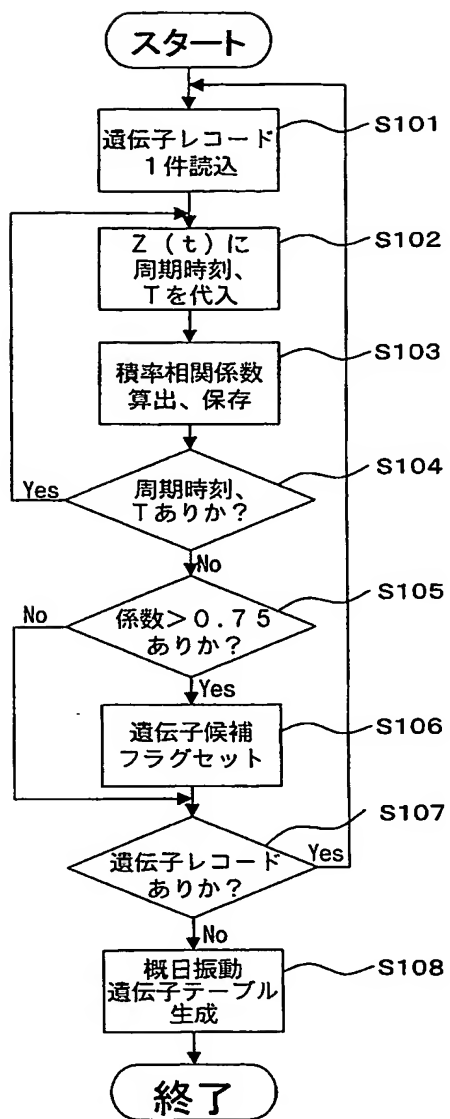 スタート
遺伝子レコード
1件読込
S101
Z(t)に
周期時刻、
Tを代入
S102
積率相関係数
算出、保存
S103
周期時刻、
Tありか?
S104
Yes
No
係数>0.75
ありか?
S105
No
Yes
遺伝子候補
フラグセット
S106
遺伝子レコード
ありか?
S107
Yes
No
概日振動
遺伝子テーブル
生成
S108
終了